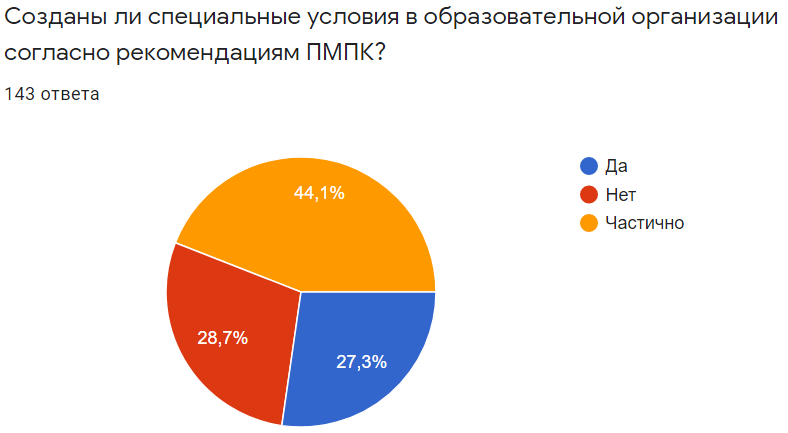 Созданы ли специальные условия в образовательной организации
согласно рекомендациям ПМПК?
143 ответа
44,1%
28,7%
27,3%
Да
Нет
Частично